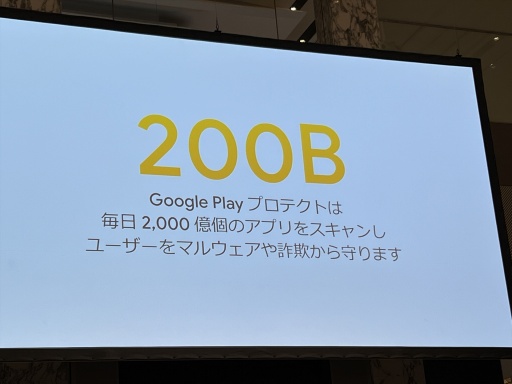 200B
Google Play プロテクトは
毎日 2,000 億個のアプリをスキャンし
ユーザーをマルウェアや詐欺から守ります